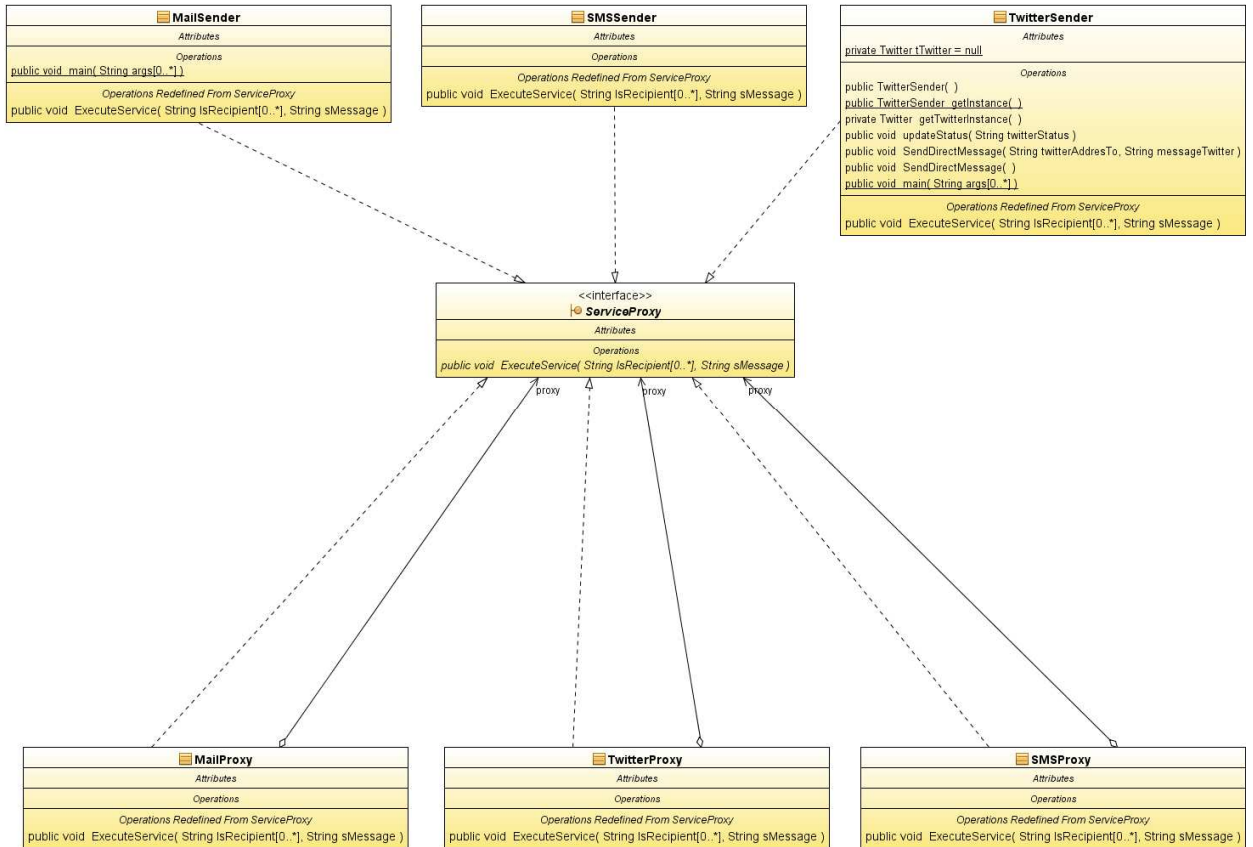 MailSender
Attributes
Operations
public void main( String args[0..*] )
Operations Redefined From ServiceProxy
public void ExecuteService( String lsRecipient[0..*], String sMessage )
SMSSender
Attributes
Operations
Operations Redefined From ServiceProxy
public void ExecuteService( String lsRecipient[0..*], String sMessage )
TwitterSender
Attributes
private Twitter tTwitter = null
Operations
public TwitterSender( )
public TwitterSender getInstance( )
private Twitter getTwitterInstance( )
public void updateStatus( String twitterStatus )
public void SendDirectMessage( String twitterAddresTo, String messageTwitter )
public void SendDirectMessage( )
public void main( String args[0..*] )
Operations Redefined From ServiceProxy
public void ExecuteService( String lsRecipient[0..*], String sMessage )
<<interface>>
ServiceProxy
Attributes
Operations
public void ExecuteService( String lsRecipient[0..*], String sMessage )
proxy
proxy
proxy
MailProxy
Attributes
Operations
Operations Redefined From ServiceProxy
public void ExecuteService( String lsRecipient[0..*], String sMessage )
TwitterProxy
Attributes
Operations
Operations Redefined From ServiceProxy
public void ExecuteService( String lsRecipient[0..*], String sMessage )
SMSProxy
Attributes
Operations
Operations Redefined From ServiceProxy
public void ExecuteService( String lsRecipient[0..*], String sMessage )